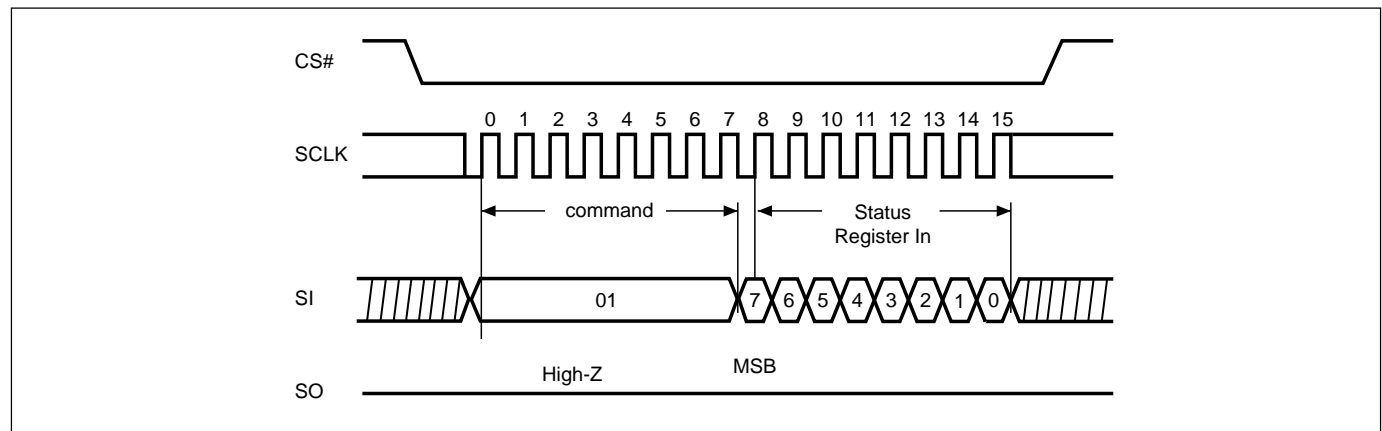 CS#
0 1 2 3 4 5 6 7 8 9 10 11 12 13 14 15
SCLK
command
Status
Register In
SI
01
7 6 5 4 3 2 1 0
High-Z
MSB
SO